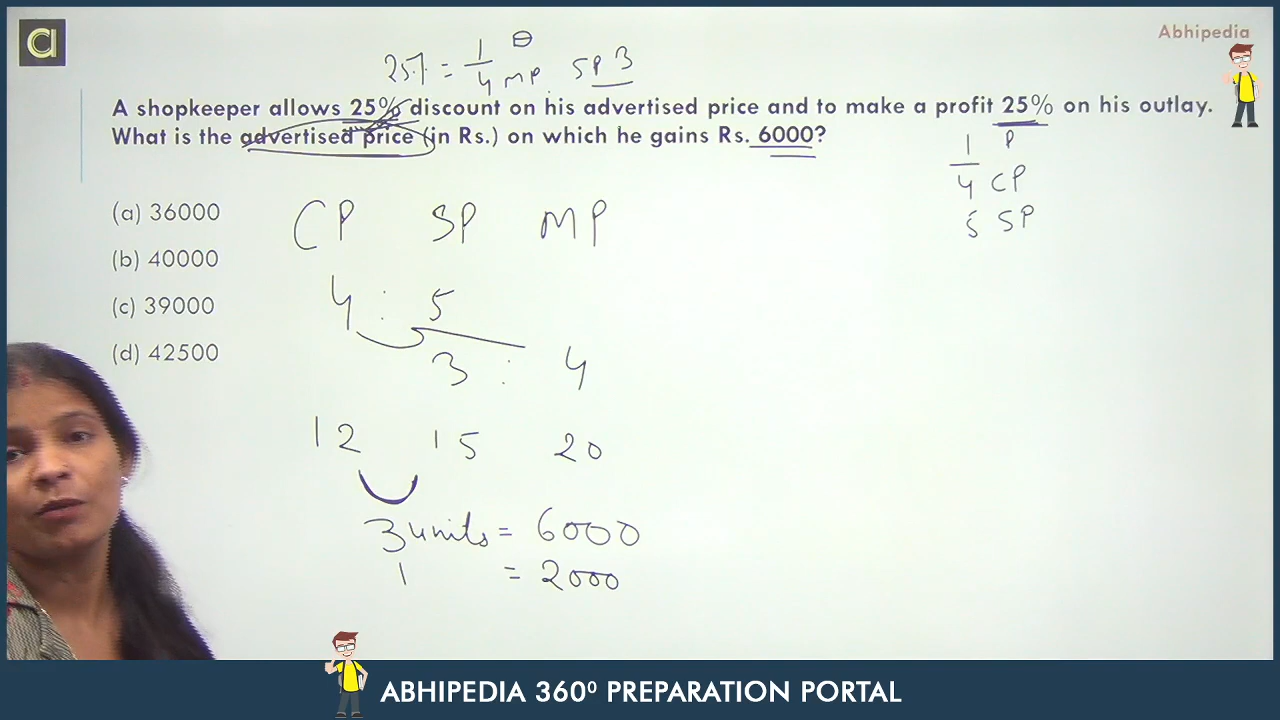 Abhipedia
25% = 1/4 MP. SP 3
A shopkeeper allows 25% discount on his advertised price and to make a profit 25% on his outlay.
What is the advertised price (in Rs.) on which he gains Rs. 6000?
1/4 P CP
5 SP
(a) 36000
(b) 40000
(c) 39000
(d) 42500
CP SP MP
4 : 5
3 : 4
12 15 20
3 units = 6000
1 = 2000
ABHIPEDIA 360⁰ PREPARATION PORTAL